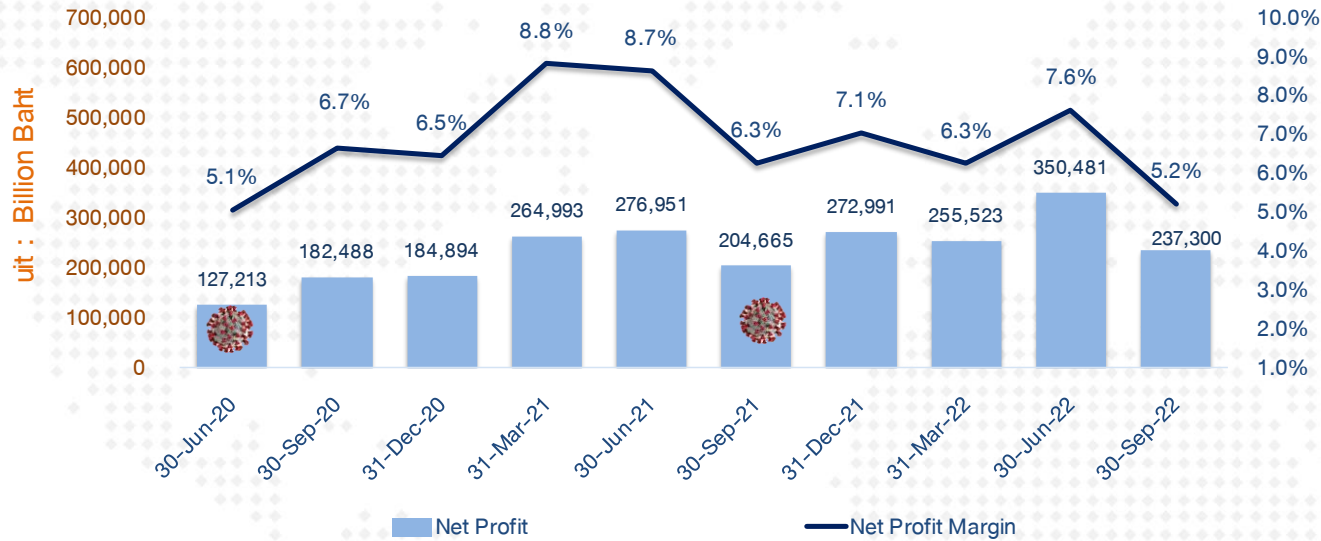 uit : Billion Baht
700,000
600,000
500,000
400,000
300,000
200,000
100,000
0
10.0%
9.0%
8.0%
7.0%
6.0%
5.0%
4.0%
3.0%
2.0%
1.0%
5.1%
6.7%
6.5%
8.8%
8.7%
6.3%
7.1%
6.3%
7.6%
5.2%
127,213
182,488
184,894
264,993
276,951
204,665
272,991
255,523
350,481
237,300
30-Jun-20
30-Sep-20
31-Dec-20
31-Mar-21
30-Jun-21
30-Sep-21
31-Dec-21
31-Mar-22
30-Jun-22
30-Sep-22
Net Profit
Net Profit Margin